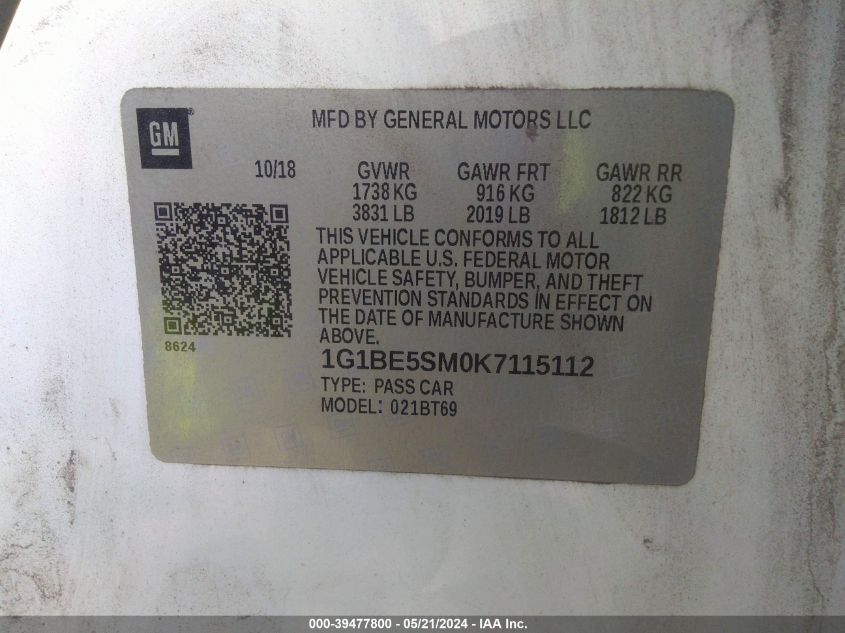 GM®
MFD BY GENERAL MOTORS LLC
10/18 GVWR GAWR FRT GAWR RR
1738 KG 916 KG 822 KG
3831 LB 2019 LB 1812 LB
THIS VEHICLE CONFORMS TO ALL
APPLICABLE U.S. FEDERAL MOTOR
VEHICLE SAFETY, BUMPER, AND THEFT
PREVENTION STANDARDS IN EFFECT ON
THE DATE OF MANUFACTURE SHOWN
ABOVE.
8624
1G1BE5SM0K7115112
TYPE: PASS CAR
MODEL: 021BT69
000-39477800 - 05/21/2024 - IAA Inc.